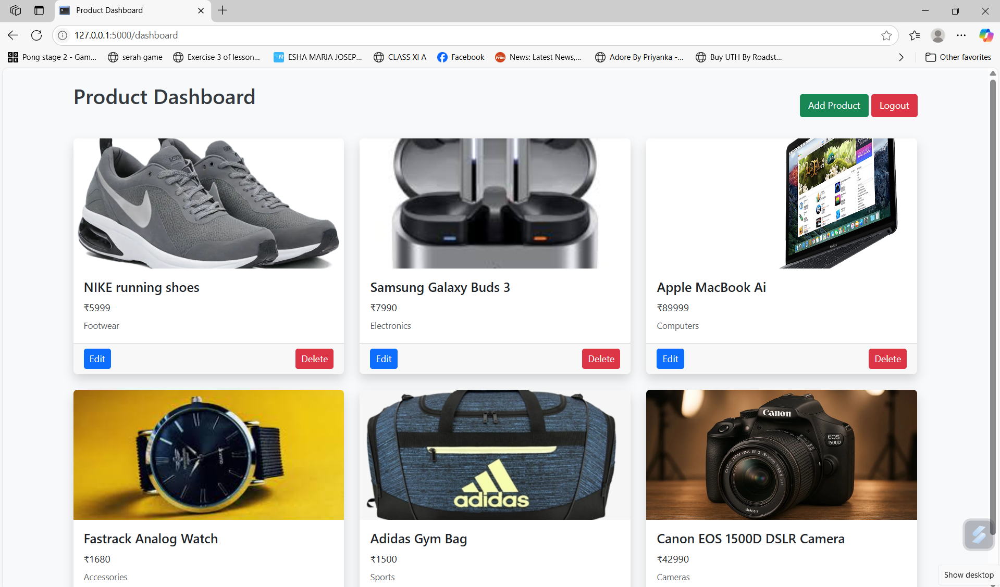 Product Dashboard
127.0.0.1:5000/dashboard
Pong stage 2 - Gam...
serah game
Exercise 3 of lesson...
ESHA MARIA JOSEP...
CLASS XI A
Facebook
News: Latest News,...
Adore By Priyanka -...
Buy UTH By Roadst...
Other favorites
Product Dashboard
Add Product
Logout
NIKE running shoes
₹5999
Footwear
Edit
Delete
Samsung Galaxy Buds 3
₹7990
Electronics
Edit
Delete
Apple MacBook Ai
₹89999
Computers
Edit
Delete
adidas
Canon
EOS
1500D
Fastrack Analog Watch
₹1680
Accessories
Adidas Gym Bag
₹1500
Sports
Canon EOS 1500D DSLR Camera
₹42990
Cameras
Show desktop